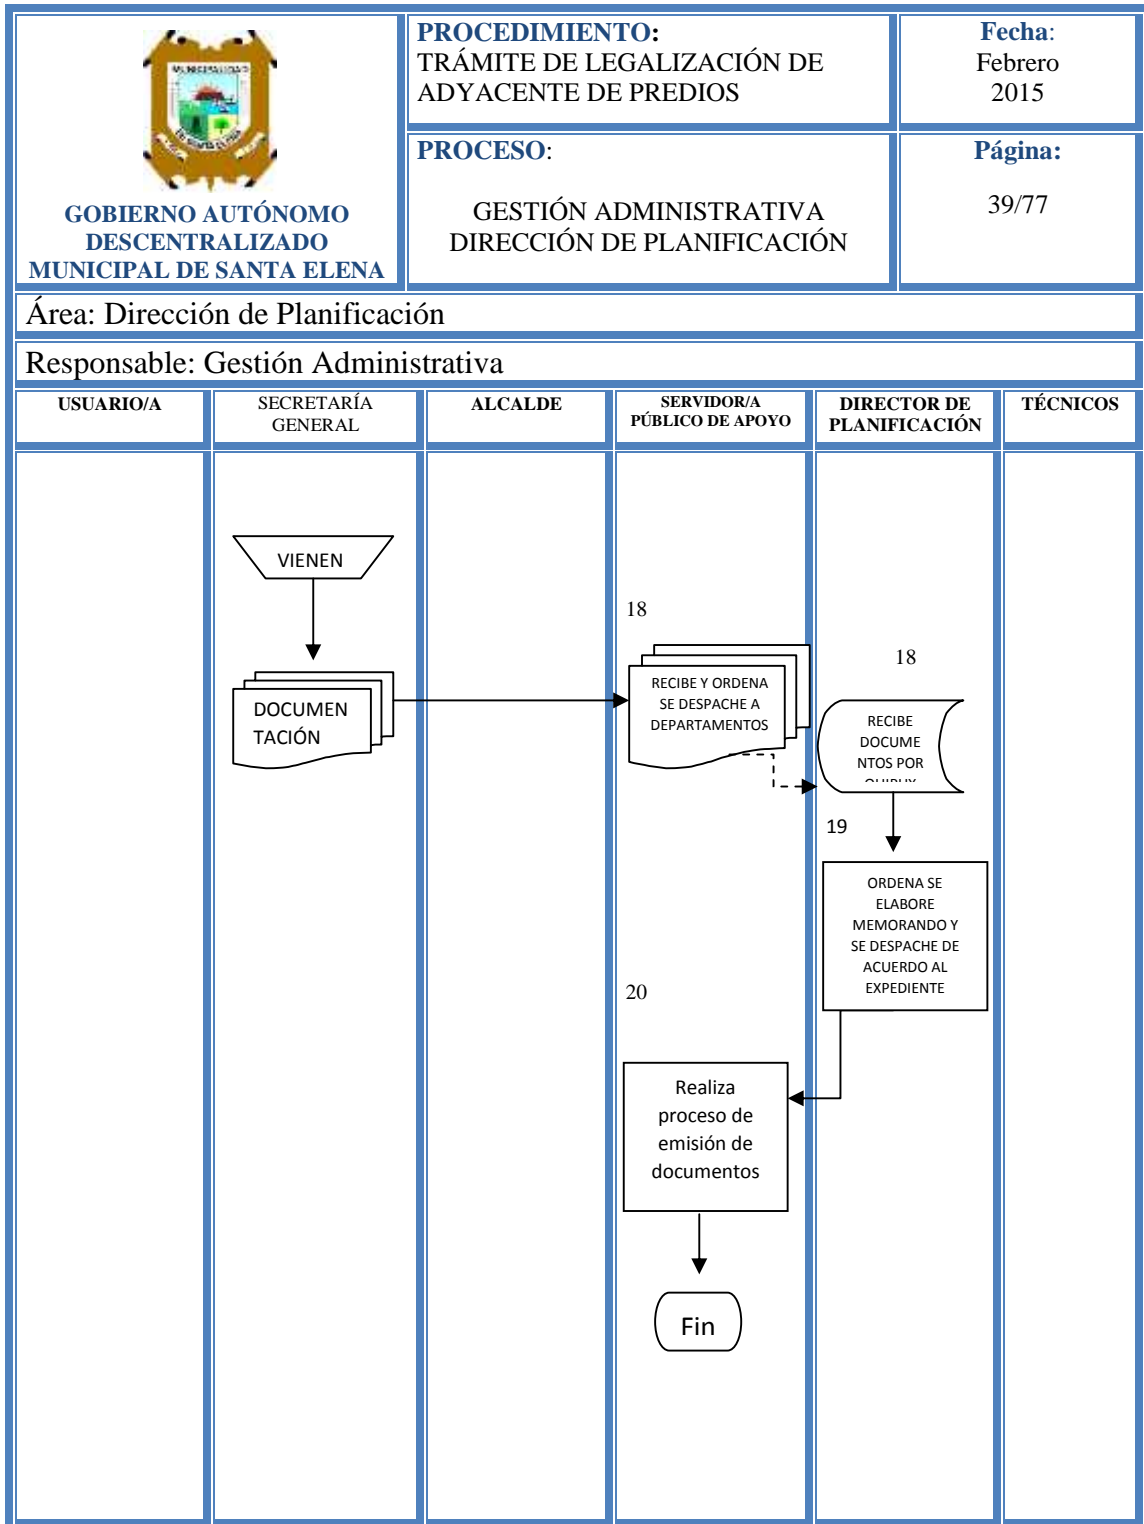 MUNICIPALIDAD
GOBIERNO AUTÓNOMO
DESCENTRALIZADO
MUNICIPAL DE SANTA ELENA
PROCEDIMIENTO:
TRÁMITE DE LEGALIZACIÓN DE
ADYACENTE DE PREDIOS
Fecha:
Febrero
2015
PROCESO:
GESTIÓN ADMINISTRATIVA
DIRECCIÓN DE PLANIFICACIÓN
Página:
39/77
Área: Dirección de Planificación
Responsable: Gestión Administrativa
USUARIO/A
SECRETARÍA
GENERAL
ALCALDE
SERVIDOR/A
PÚBLICO DE APOYO
DIRECTOR DE
PLANIFICACIÓN
TÉCNICOS
VIENEN
DOCUMEN
TACIÓN
18
RECIBE Y ORDENA
SE DESPACHE A
DEPARTAMENTOS
18
RECIBE
DOCUME
NTOS POR
19
ORDENA SE
ELABORE
MEMORANDO Y
SE DESPACHE DE
ACUERDO AL
EXPEDIENTE
20
Realiza
proceso de
emisión de
documentos
Fin